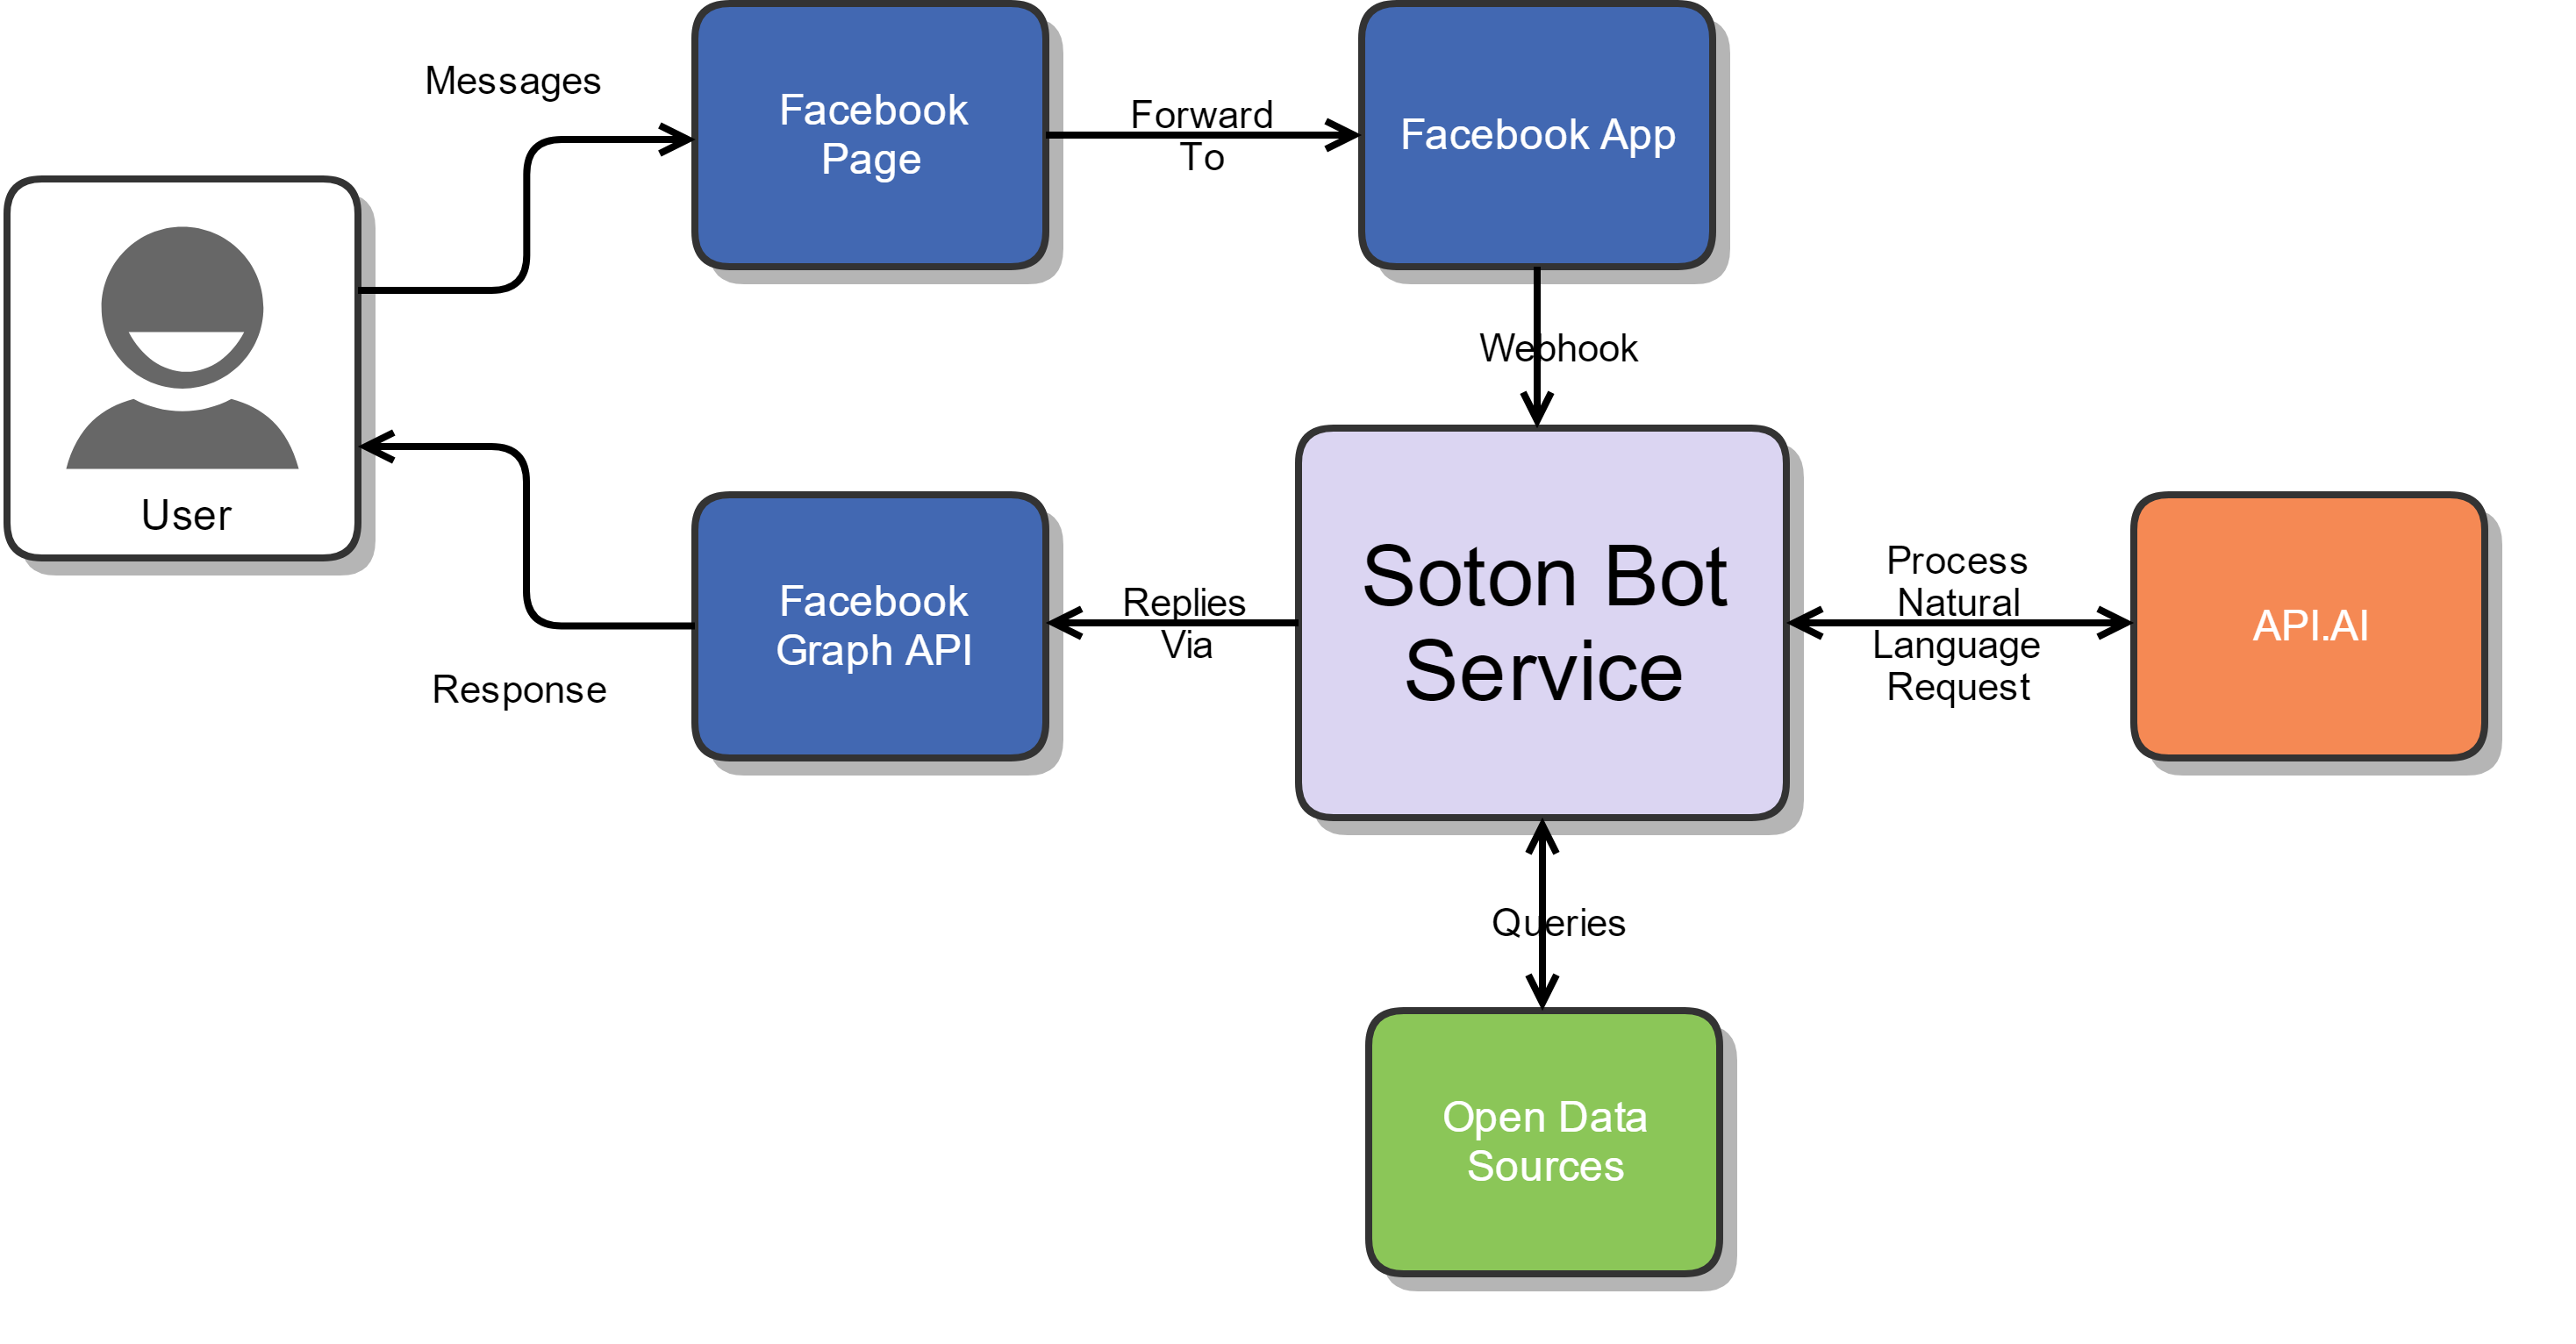 Messages
Facebook
Page
Forward
To
Facebook App
Webhook
User
Facebook
Graph API
Response
Replies
Via
Soton Bot
Service
Process
Natural
Language
Request
API.AI
Queries
Open Data
Sources